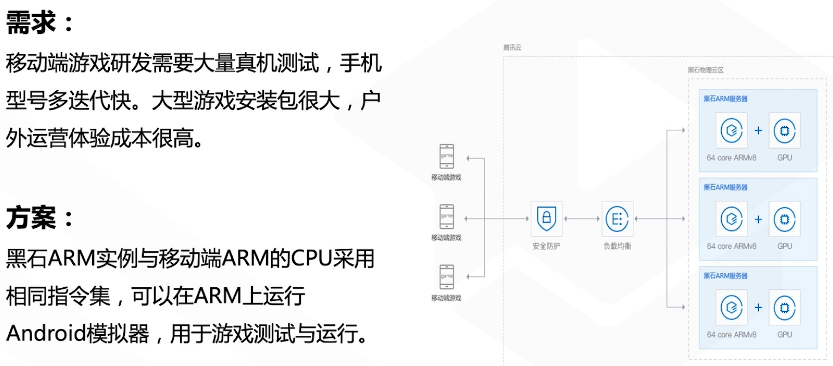 需求：
移动端游戏研发需要大量真机测试，手机
型号多迭代快。大型游戏安装包很大，户
外运营体验成本很高。
方案：
黑石ARM实例与移动端ARM的CPU采用
相同指令集，可以在ARM上运行
Android模拟器，用于游戏测试与运行。
腾讯云
黑石物理云区
黑石ARM服务器
+
64 core ARMv8 GPU
黑石ARM服务器
+
64 core ARMv8 GPU
黑石ARM服务器
+
64 core ARMv8 GPU
game
移动端游戏
game
移动端游戏
game
移动端游戏
安全防护
负载均衡